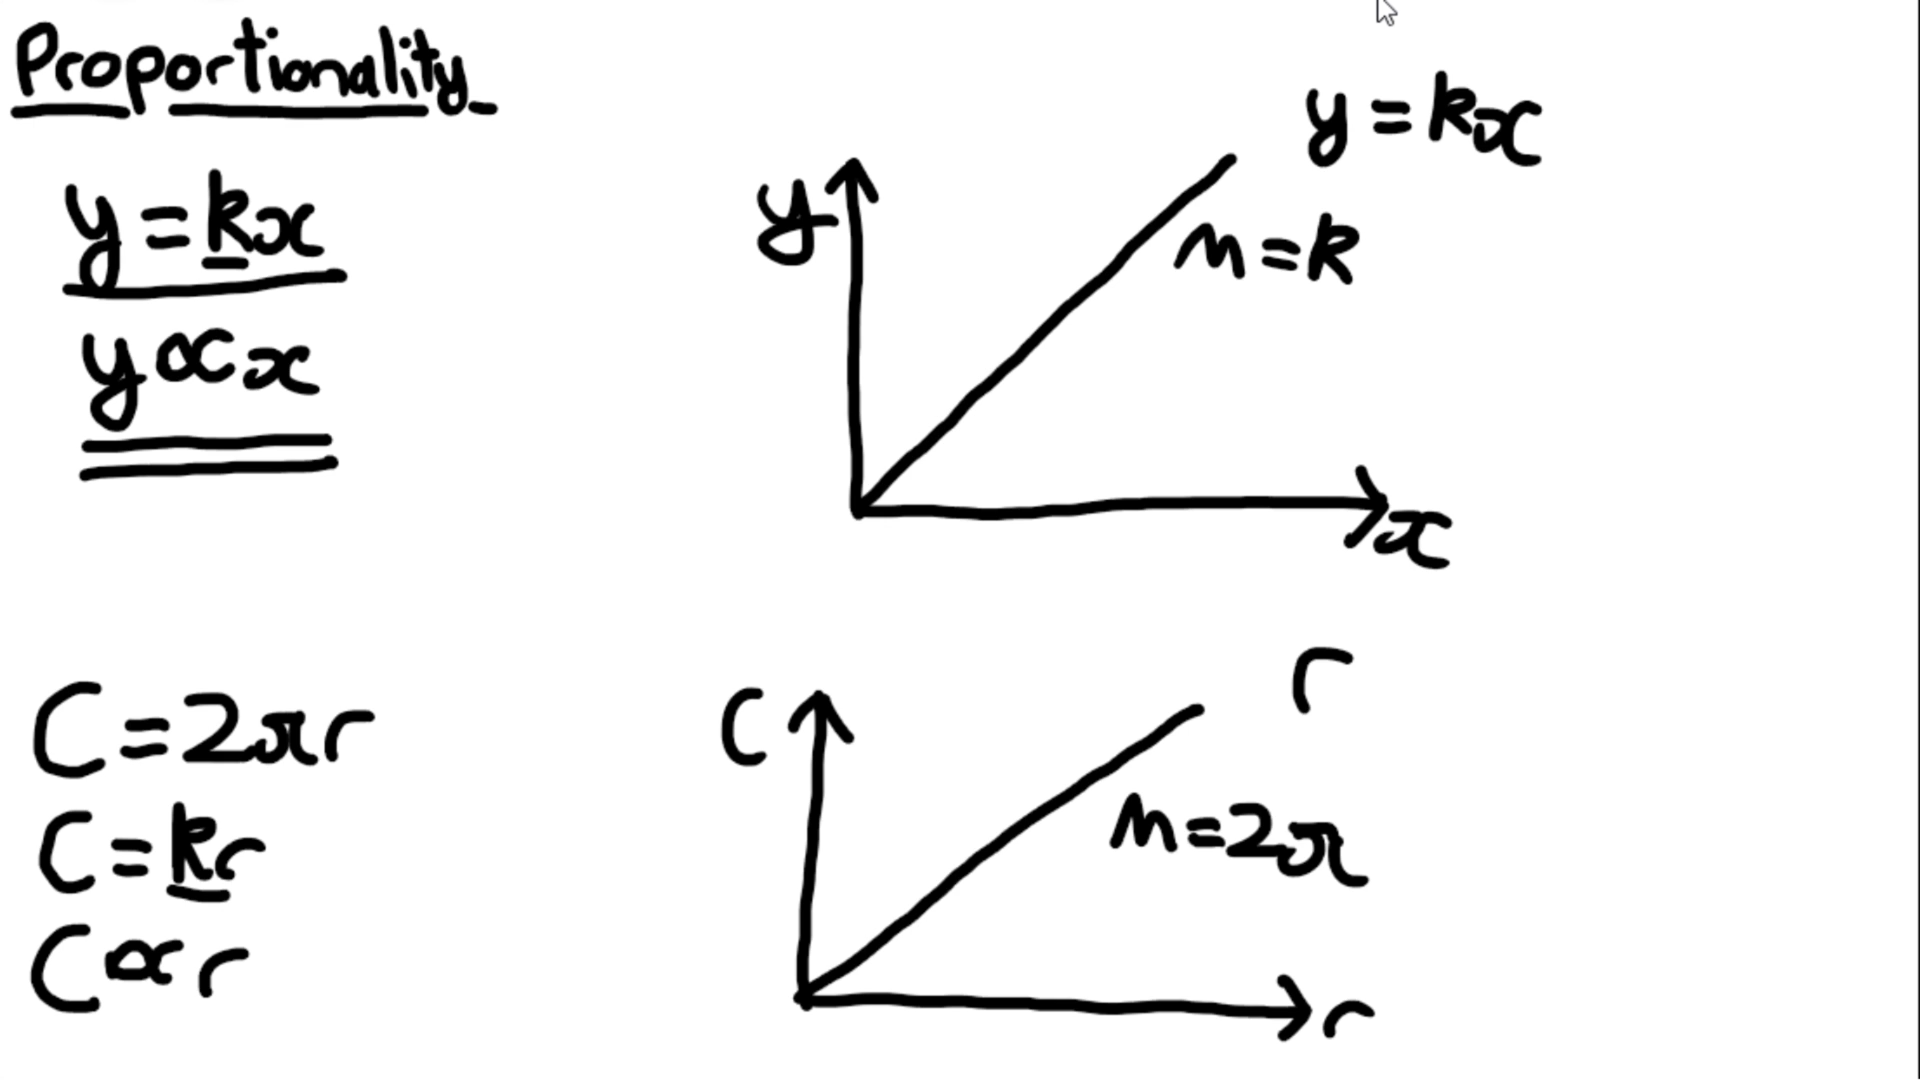 Proportionality
y = kx
y ∝ x
y
y = kx
m = k
x
C = 2πr
C = kr
C ∝ r
C
r
m = 2π
r